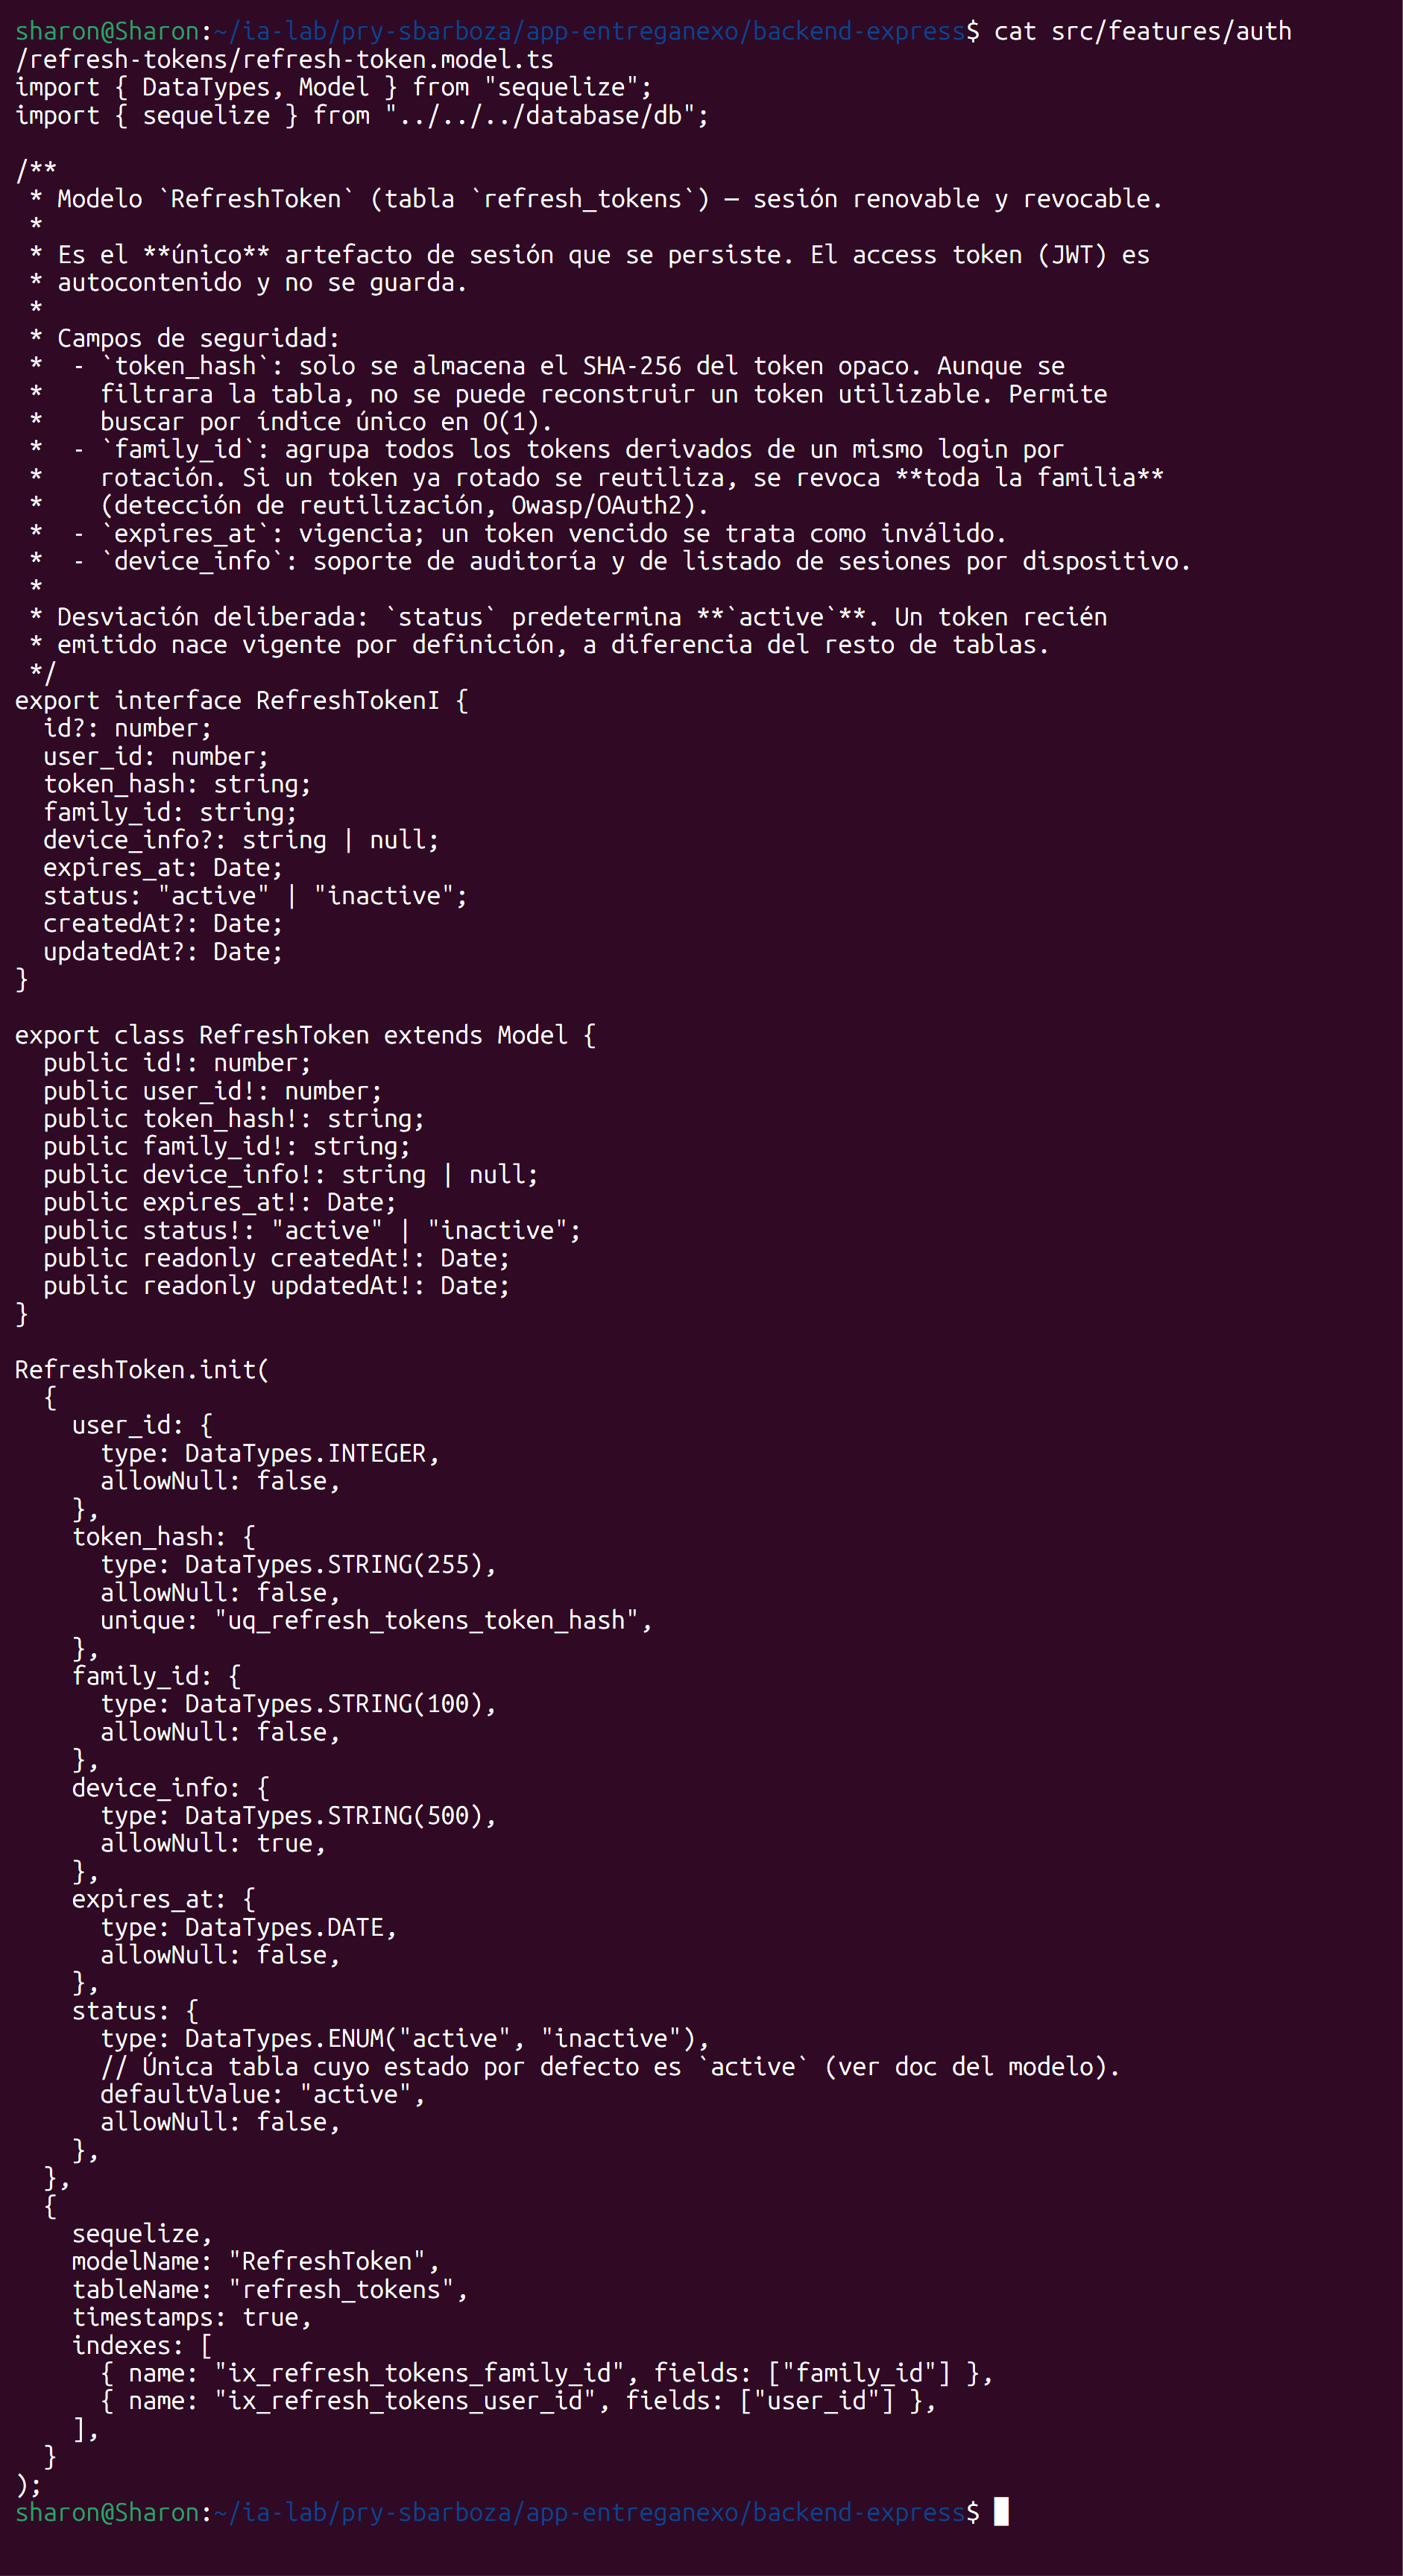 sharon@Sharon:~/ia-lab/pry-sbarboza/app-entreganexo/backend-express$ cat src/features/auth
/refresh-tokens/refresh-token.model.ts
import { DataTypes, Model } from "sequelize";
import { sequelize } from "../../../database/db";

/**
 * Modelo `RefreshToken` (tabla `refresh_tokens`) — sesión renovable y revocable.
 *
 * Es el **único** artefacto de sesión que se persiste. El access token (JWT) es
 * autocontenido y no se guarda.
 *
 * Campos de seguridad:
 *  - `token_hash`: solo se almacena el SHA-256 del token opaco. Aunque se
 *    filtrara la tabla, no se puede reconstruir un token utilizable. Permite
 *    buscar por índice único en O(1).
 *  - `family_id`: agrupa todos los tokens derivados de un mismo login por
 *    rotación. Si un token ya rotado se reutiliza, se revoca **toda la familia**
 *    (detección de reutilización, Owasp/OAuth2).
 *  - `expires_at`: vigencia; un token vencido se trata como inválido.
 *  - `device_info`: soporte de auditoría y de listado de sesiones por dispositivo.
 *
 * Desviación deliberada: `status` predetermina **`active`**. Un token recién
 * emitido nace vigente por definición, a diferencia del resto de tablas.
 */
export interface RefreshTokenI {
  id?: number;
  user_id: number;
  token_hash: string;
  family_id: string;
  device_info?: string | null;
  expires_at: Date;
  status: "active" | "inactive";
  createdAt?: Date;
  updatedAt?: Date;
}

export class RefreshToken extends Model {
  public id!: number;
  public user_id!: number;
  public token_hash!: string;
  public family_id!: string;
  public device_info!: string | null;
  public expires_at!: Date;
  public status!: "active" | "inactive";
  public readonly createdAt!: Date;
  public readonly updatedAt!: Date;
}

RefreshToken.init(
  {
    user_id: {
      type: DataTypes.INTEGER,
      allowNull: false,
    },
    token_hash: {
      type: DataTypes.STRING(255),
      allowNull: false,
      unique: "uq_refresh_tokens_token_hash",
    },
    family_id: {
      type: DataTypes.STRING(100),
      allowNull: false,
    },
    device_info: {
      type: DataTypes.STRING(500),
      allowNull: true,
    },
    expires_at: {
      type: DataTypes.DATE,
      allowNull: false,
    },
    status: {
      type: DataTypes.ENUM("active", "inactive"),
      // Única tabla cuyo estado por defecto es `active` (ver doc del modelo).
      defaultValue: "active",
      allowNull: false,
    },
  },
  {
    sequelize,
    modelName: "RefreshToken",
    tableName: "refresh_tokens",
    timestamps: true,
    indexes: [
      { name: "ix_refresh_tokens_family_id", fields: ["family_id"] },
      { name: "ix_refresh_tokens_user_id", fields: ["user_id"] },
    ],
  }
);
sharon@Sharon:~/ia-lab/pry-sbarboza/app-entreganexo/backend-express$